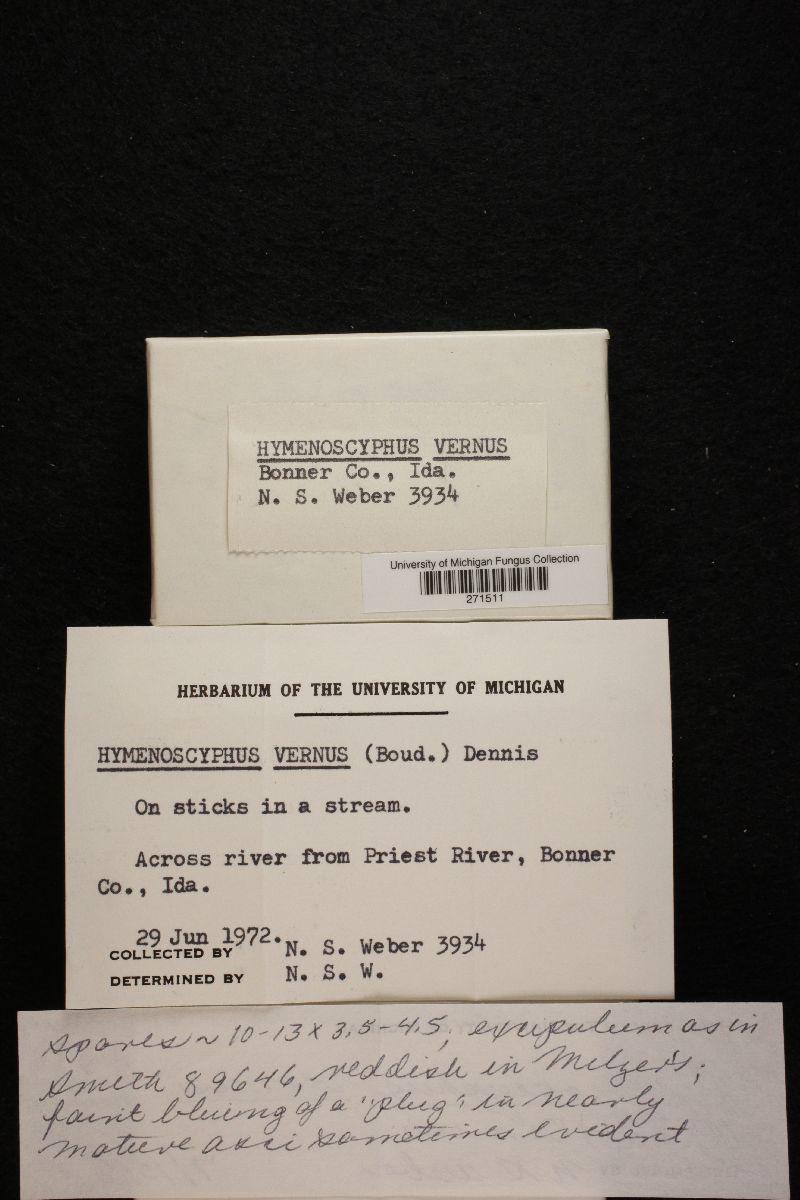 HYMENOSCYPHUS VERNUS
Bonner Co., Ida.
N. S. Weber 3934
University of Michigan Fungus Collection
271511
HERBARIUM OF THE UNIVERSITY OF MICHIGAN
HYMENOSCYPHUS VERNUS (Boud.) Dennis
On sticks in a stream.
Across river from Priest River, Bonner
Co., Ida.
29 Jun 1972.
COLLECTED BY N. S. Weber 3934
DETERMINED BY N. S. W.
spores ~ 10-13 x 3.5-4.5, excipulum as in
Smith 89646, reddish in Melzer's;
faint bluing of a "plug" in nearly
mature asci sometimes evident